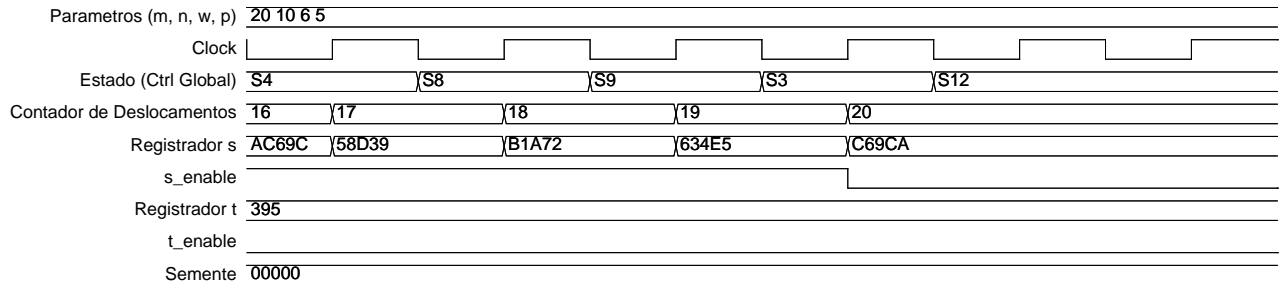 Parametros (m, n, w, p) 20 10 6 5
Clock
Estado (Ctrl Global) S4 S8 S9 S3 S12
Contador de Deslocamentos 16 17 18 19 20
Registrador s AC69C 58D39 B1A72 634E5 C69CA
s_enable
Registrador t 395
t_enable
Semente 00000